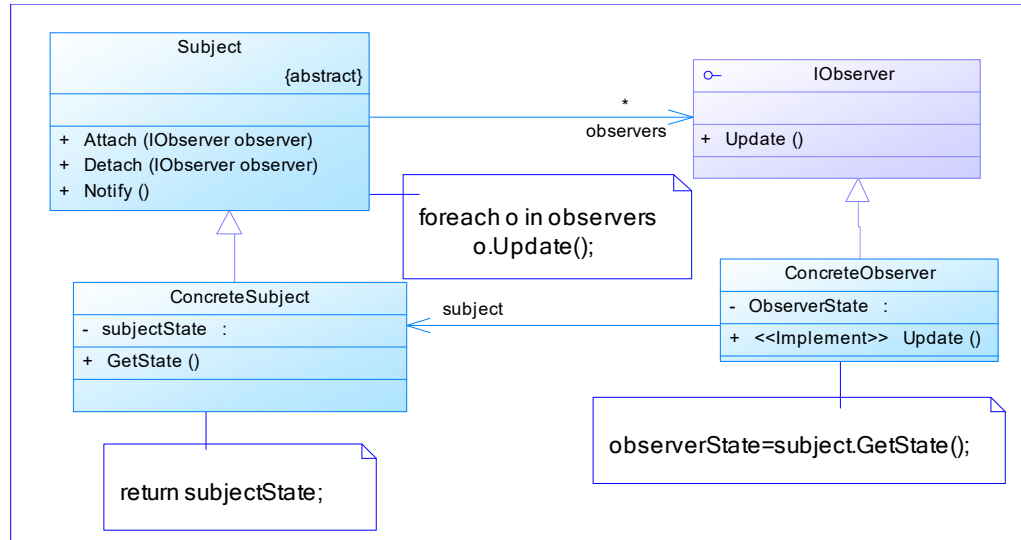 Subject
{abstract}
+ Attach (IObserver observer)
+ Detach (IObserver observer)
+ Notify ()
*
observers
IObserver
+ Update ()
foreach o in observers
o.Update();
ConcreteSubject
- subjectState :
+ GetState ()
subject
ConcreteObserver
- ObserverState :
+ <<Implement>> Update ()
return subjectState;
observerState=subject.GetState();